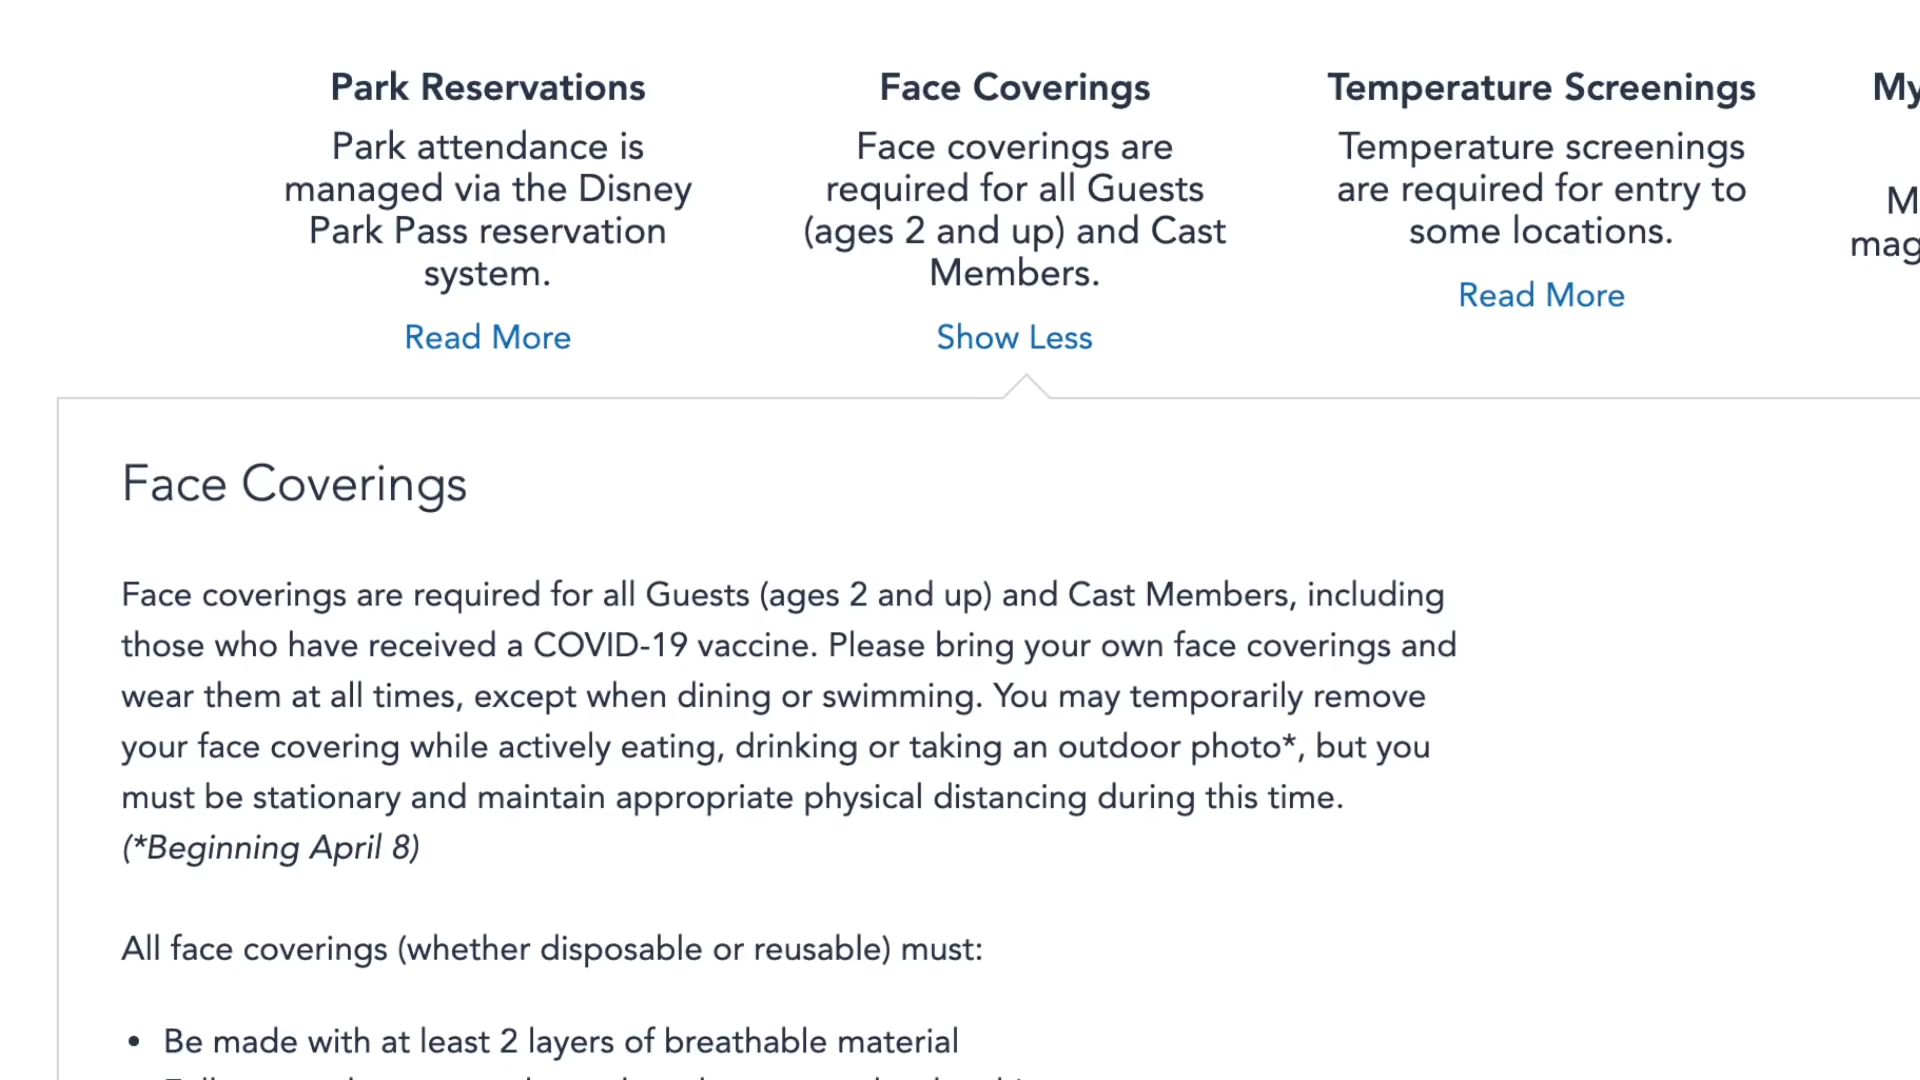 Park Reservations
Park attendance is
managed via the Disney
Park Pass reservation
system.
Read More
Face Coverings
Face coverings are
required for all Guests
(ages 2 and up) and Cast
Members.
Show Less
Temperature Screenings
Temperature screenings
are required for entry to
some locations.
Read More
My
M
mag
Face Coverings
Face coverings are required for all Guests (ages 2 and up) and Cast Members, including
those who have received a COVID-19 vaccine. Please bring your own face coverings and
wear them at all times, except when dining or swimming. You may temporarily remove
your face covering while actively eating, drinking or taking an outdoor photo*, but you
must be stationary and maintain appropriate physical distancing during this time.
(*Beginning April 8)
All face coverings (whether disposable or reusable) must:
• Be made with at least 2 layers of breathable material